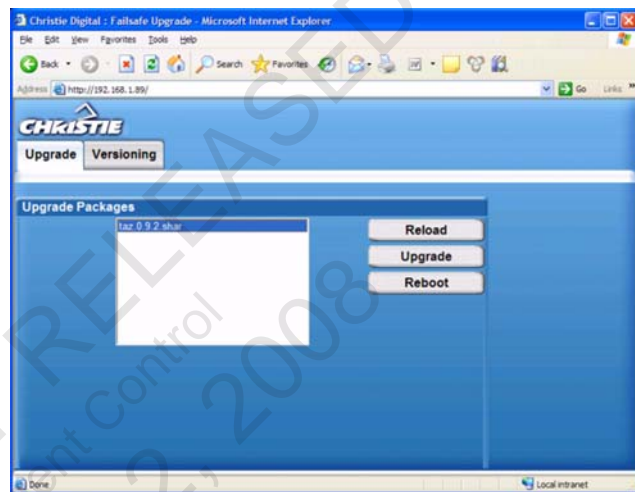 Christie Digital : Failsafe Upgrade - Microsoft Internet Explorer
File Edit View Favorites Tools Help
Back Search Favorites
Address http://192.168.1.89/ Go Links »
CHRISTIE
Upgrade Versioning
Upgrade Packages
taz.0.9.2.shar
Reload
Upgrade
Reboot
RELEASED
Control
2, 2008
Done Local intranet